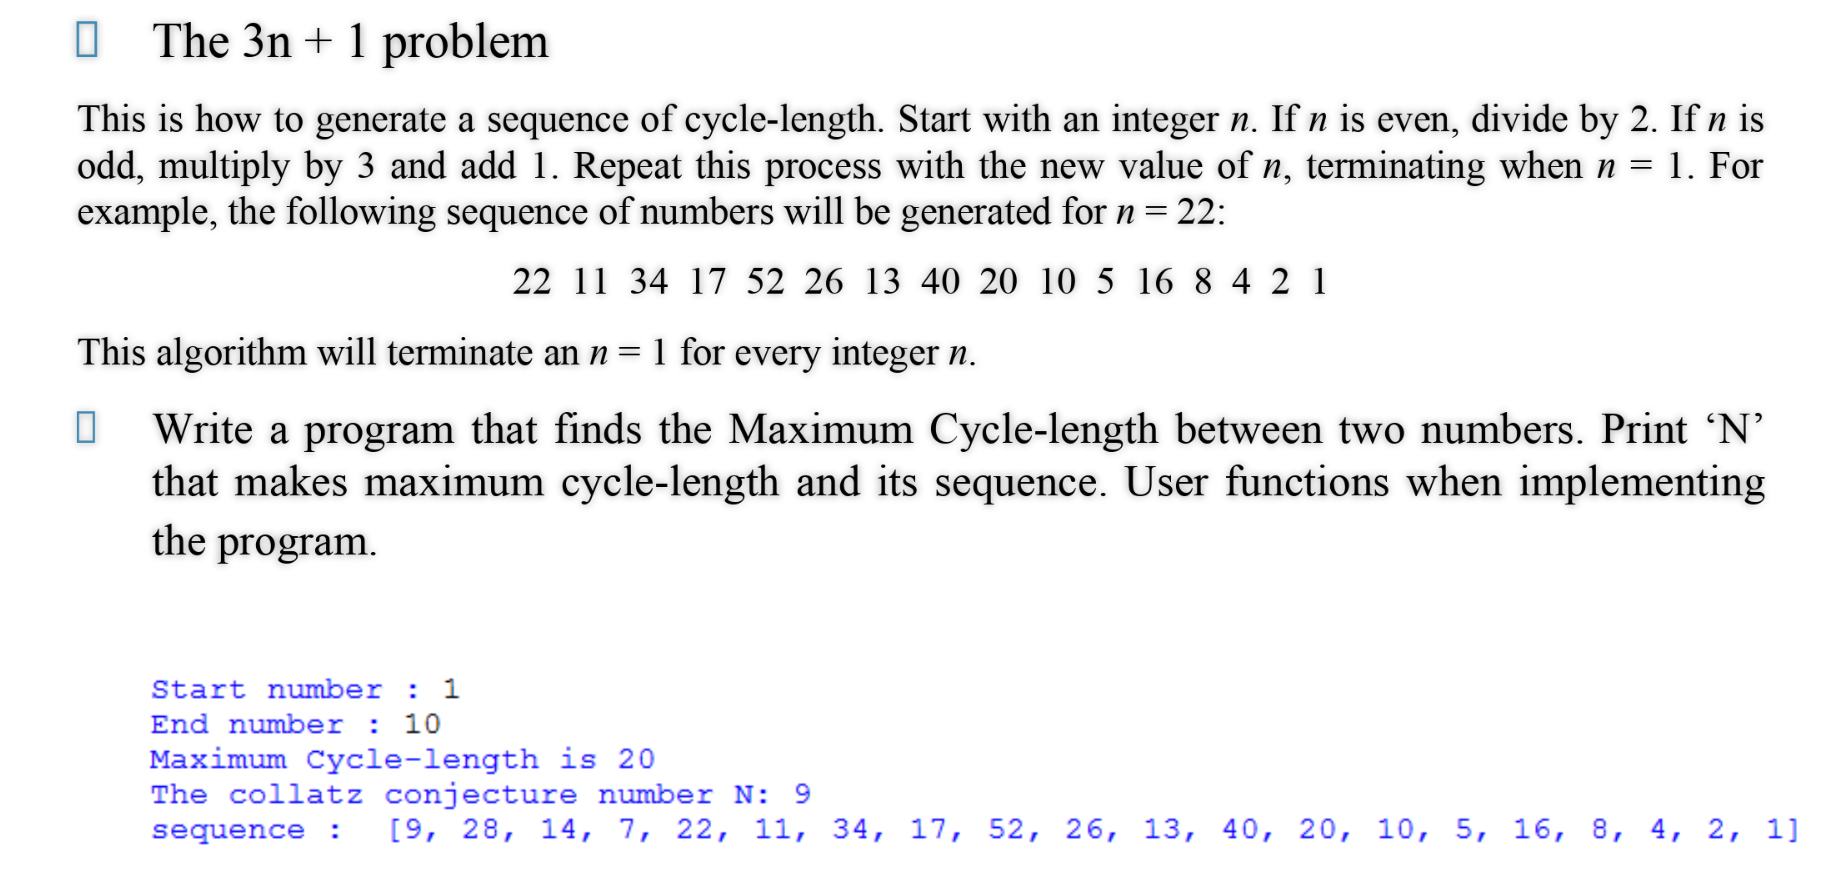 The 3n + 1 problem
This is how to generate a sequence of cycle-length. Start with an integer n. If n is even, divide by 2. If n is
odd, multiply by 3 and add 1. Repeat this process with the new value of n, terminating when n = 1. For
example, the following sequence of numbers will be generated for n = 22:
22 11 34 17 52 26 13 40 20 10 5 16 8 4 2 1
This algorithm will terminate an n = 1 for every integer n.
Write a program that finds the Maximum Cycle-length between two numbers. Print ‘N’
that makes maximum cycle-length and its sequence. User functions when implementing
the program.
Start number : 1
End number : 10
Maximum Cycle-length is 20
The collatz conjecture number N: 9
sequence :  [9, 28, 14, 7, 22, 11, 34, 17, 52, 26, 13, 40, 20, 10, 5, 16, 8, 4, 2, 1]